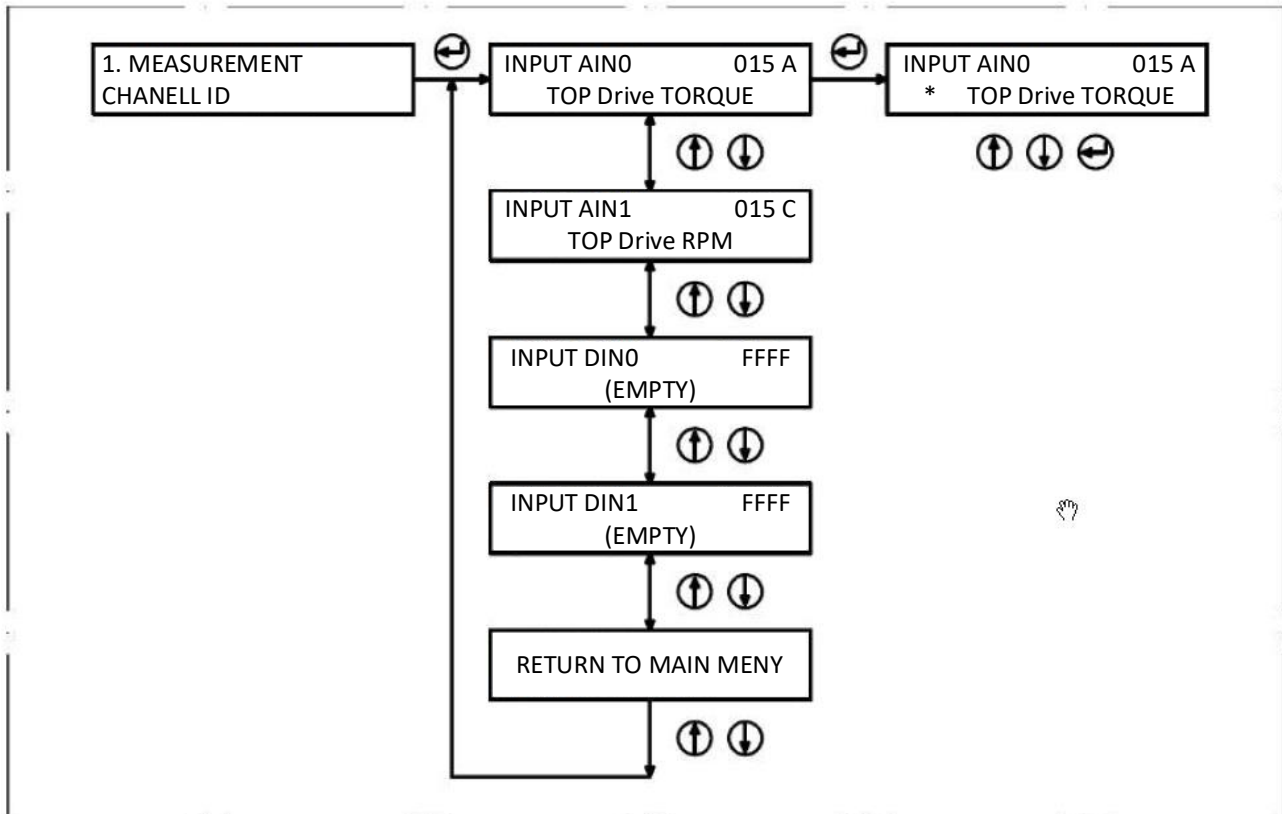 1. MEASUREMENT
CHANELL ID
INPUT AIN0 015 A
TOP Drive TORQUE
INPUT AIN0 015 A
* TOP Drive TORQUE
INPUT AIN1 015 C
TOP Drive RPM
INPUT DIN0 FFFF
(EMPTY)
INPUT DIN1 FFFF
(EMPTY)
RETURN TO MAIN MENY